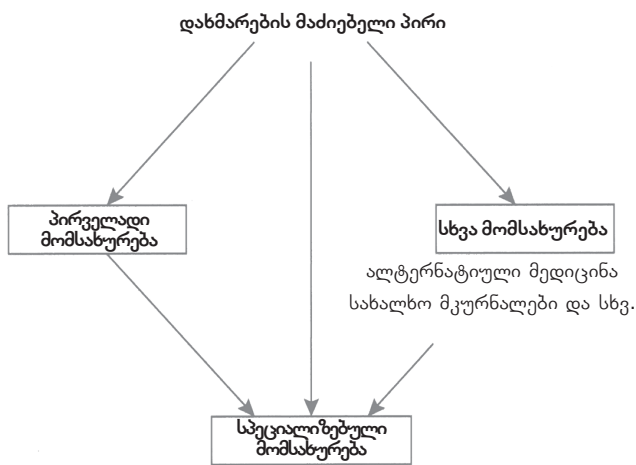 დახმარების მაძიებელი პირი
პირველადი
მომსახურება
სხვა მომსახურება
ალტერნატიული მედიცინა
სახალხო მკურნალები და სხვ.
სპეციალიზებული
მომსახურება